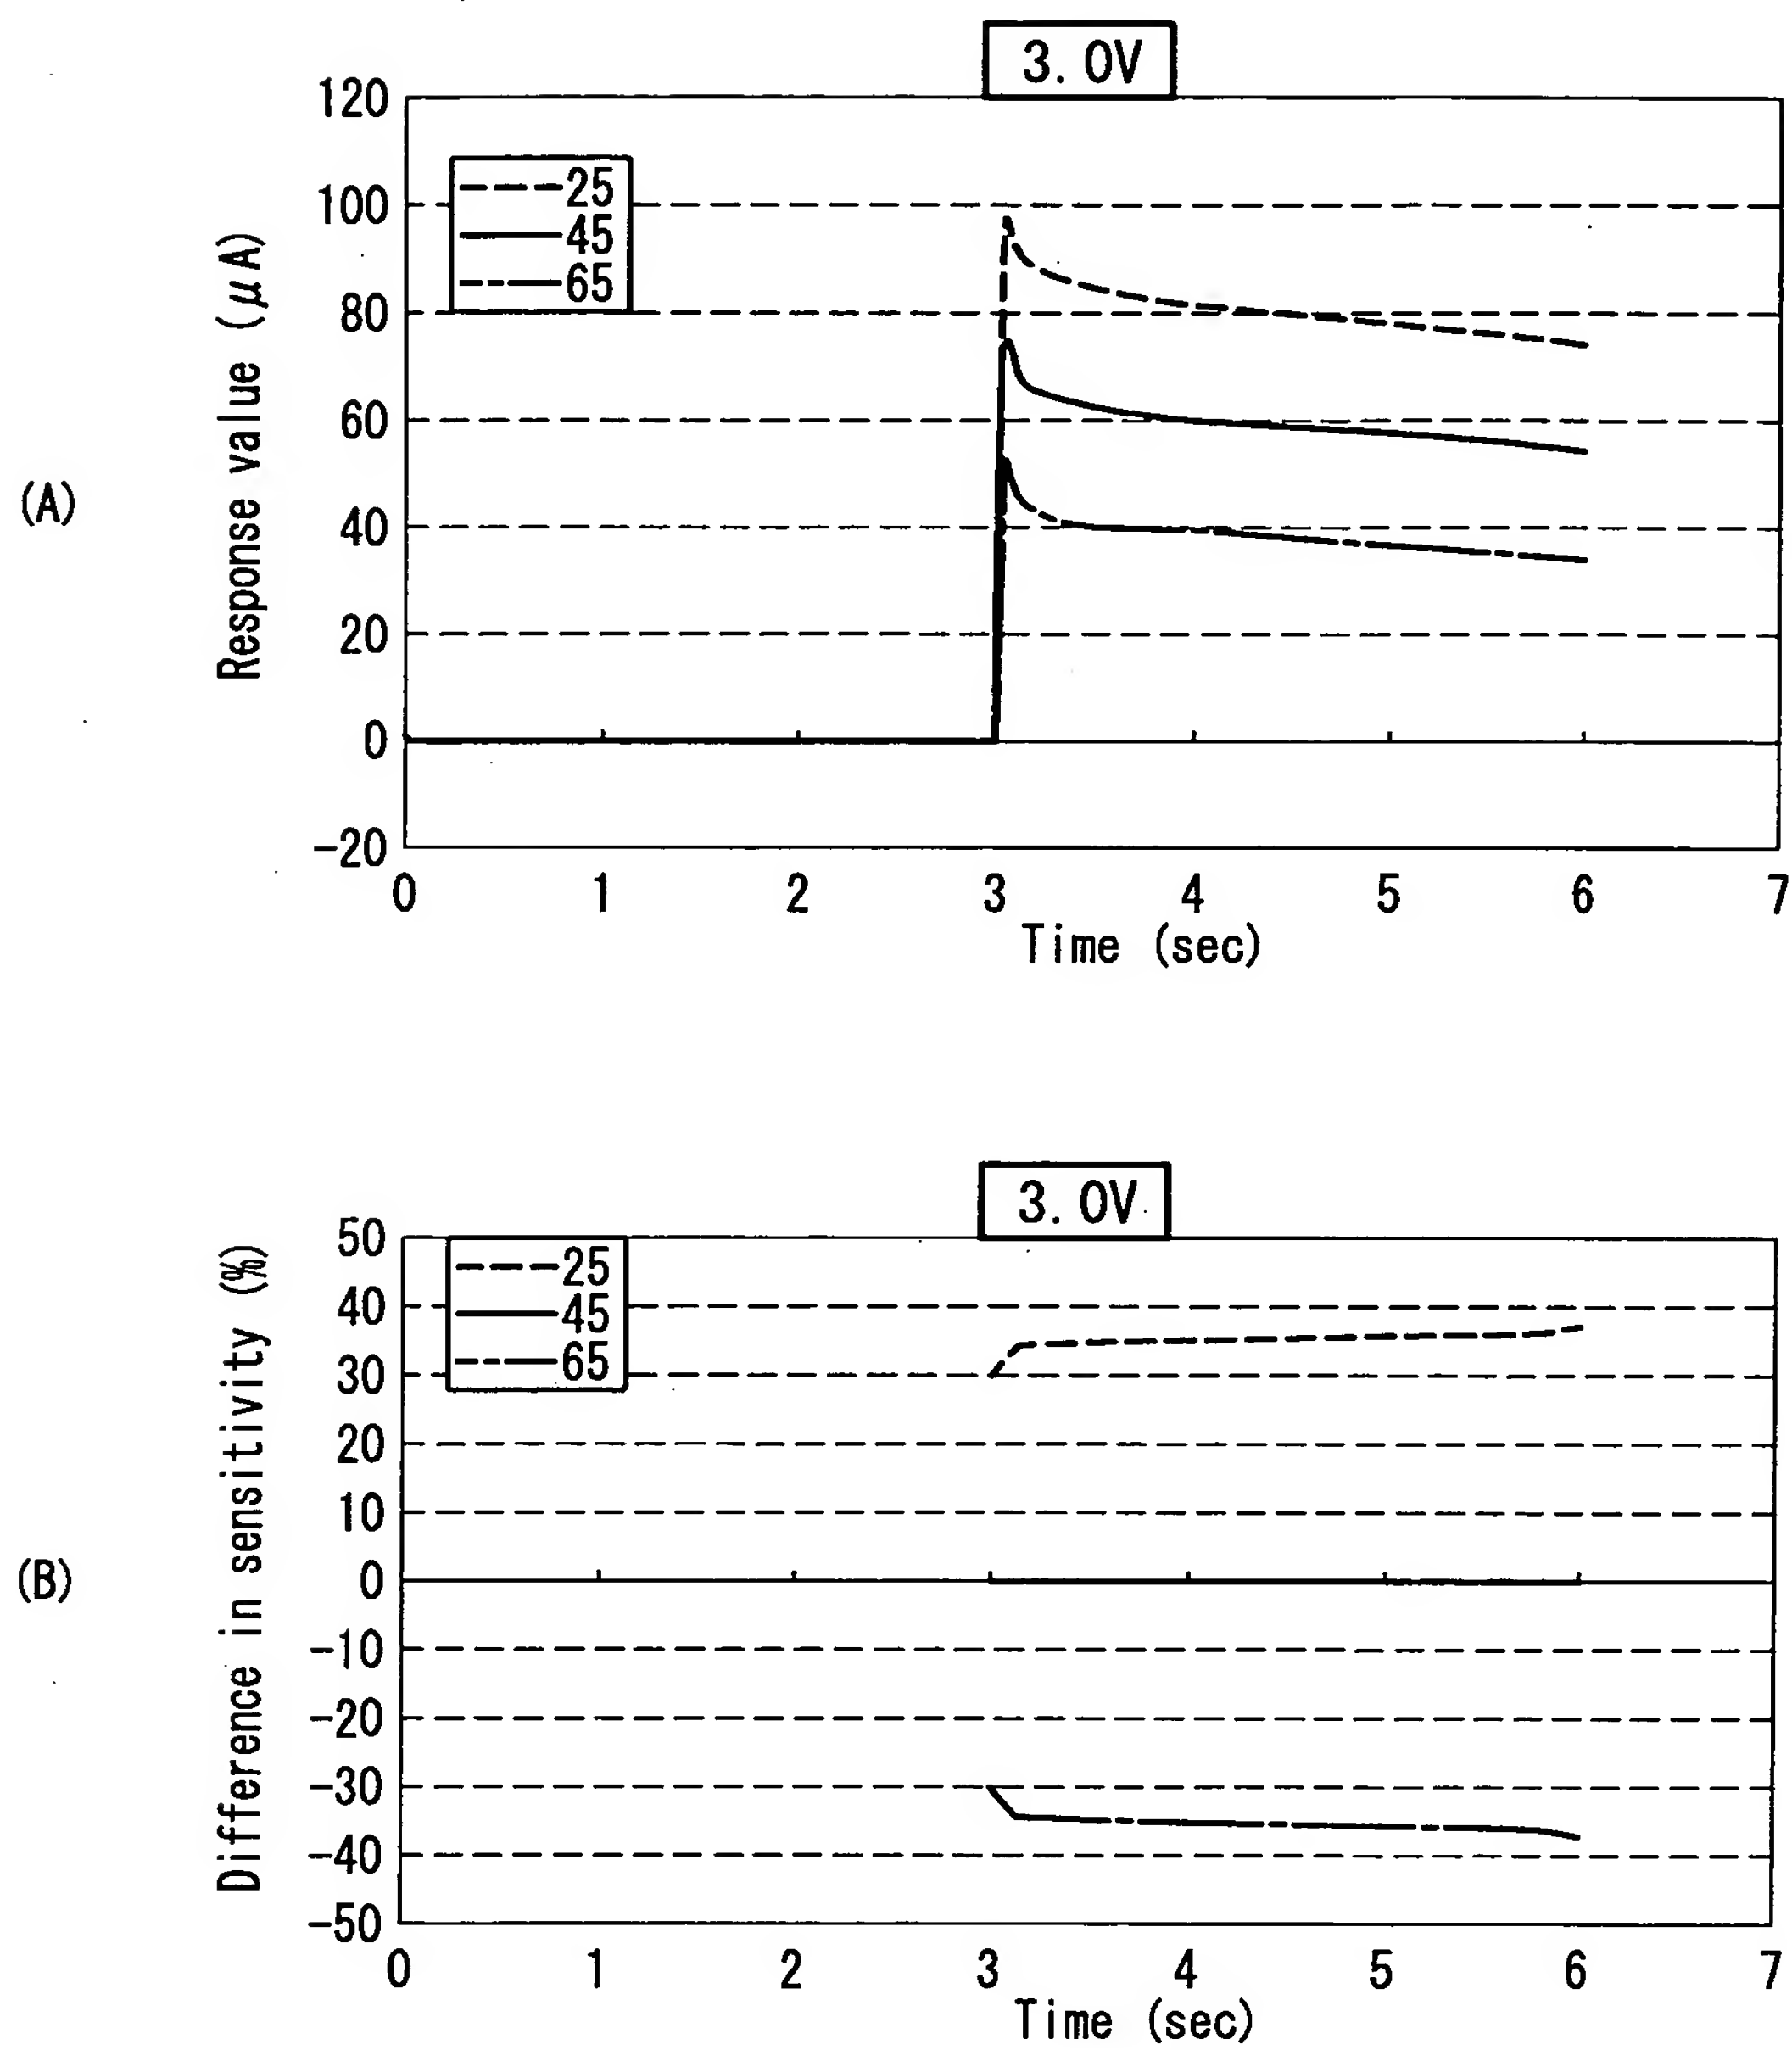 (A)
3.0V
Response value (μA)
120
100
80
60
40
20
0
-20
25
45
65
0 1 2 3 4 5 6 7
Time (sec)
(B)
3.0V
Difference in sensitivity (%)
50
40
30
20
10
0
-10
-20
-30
-40
-50
25
45
65
0 1 2 3 4 5 6 7
Time (sec)